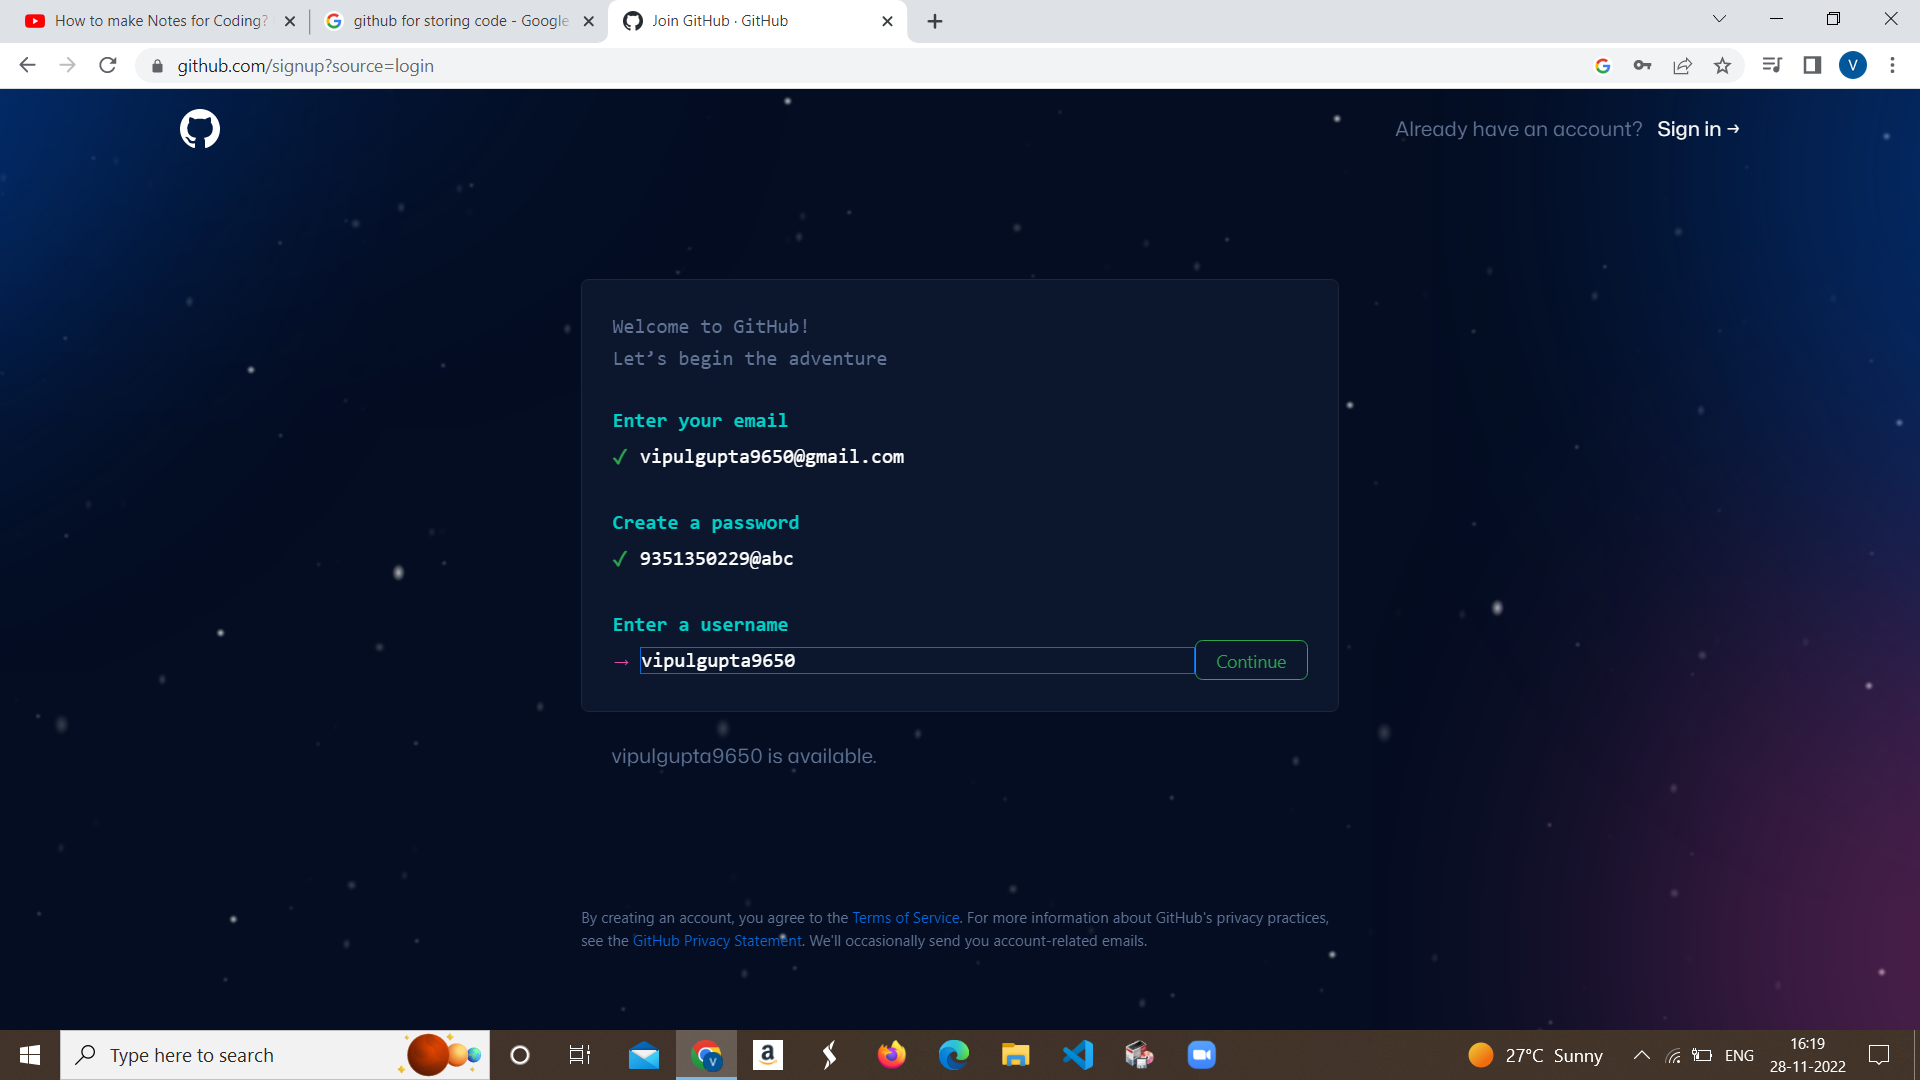 How to make Notes for Coding?
github for storing code - Google
Join GitHub · GitHub
github.com/signup?source=login
V
Already have an account? Sign in →
Welcome to GitHub!
Let's begin the adventure
Enter your email
✓ vipulgupta9650@gmail.com
Create a password
✓ 9351350229@abc
Enter a username
→ vipulgupta9650
Continue
vipulgupta9650 is available.
By creating an account, you agree to the Terms of Service. For more information about GitHub's privacy practices,
see the GitHub Privacy Statement. We'll occasionally send you account-related emails.
Type here to search
27°C Sunny
ENG
16:19
28-11-2022